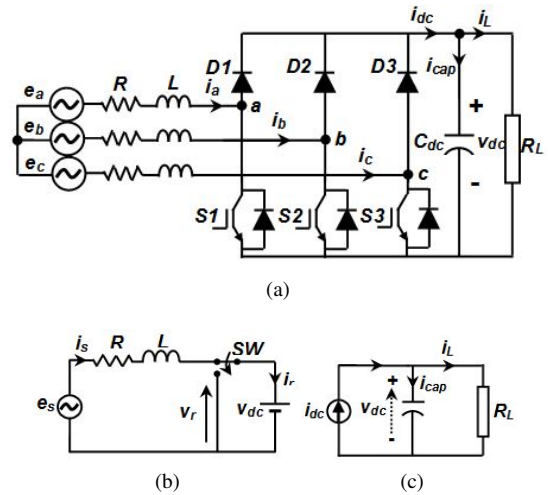 i_dc i_L
D1 D2 D3 i_cap
e_a R L i_a a +
e_b i_b b C_dc v_dc R_L
e_c i_c c -
S1 S2 S3
(a)
i_s R L SW i_r
e_s v_r v_dc
(b)
i_L
+ i_cap
i_dc v_dc R_L
-
(c)